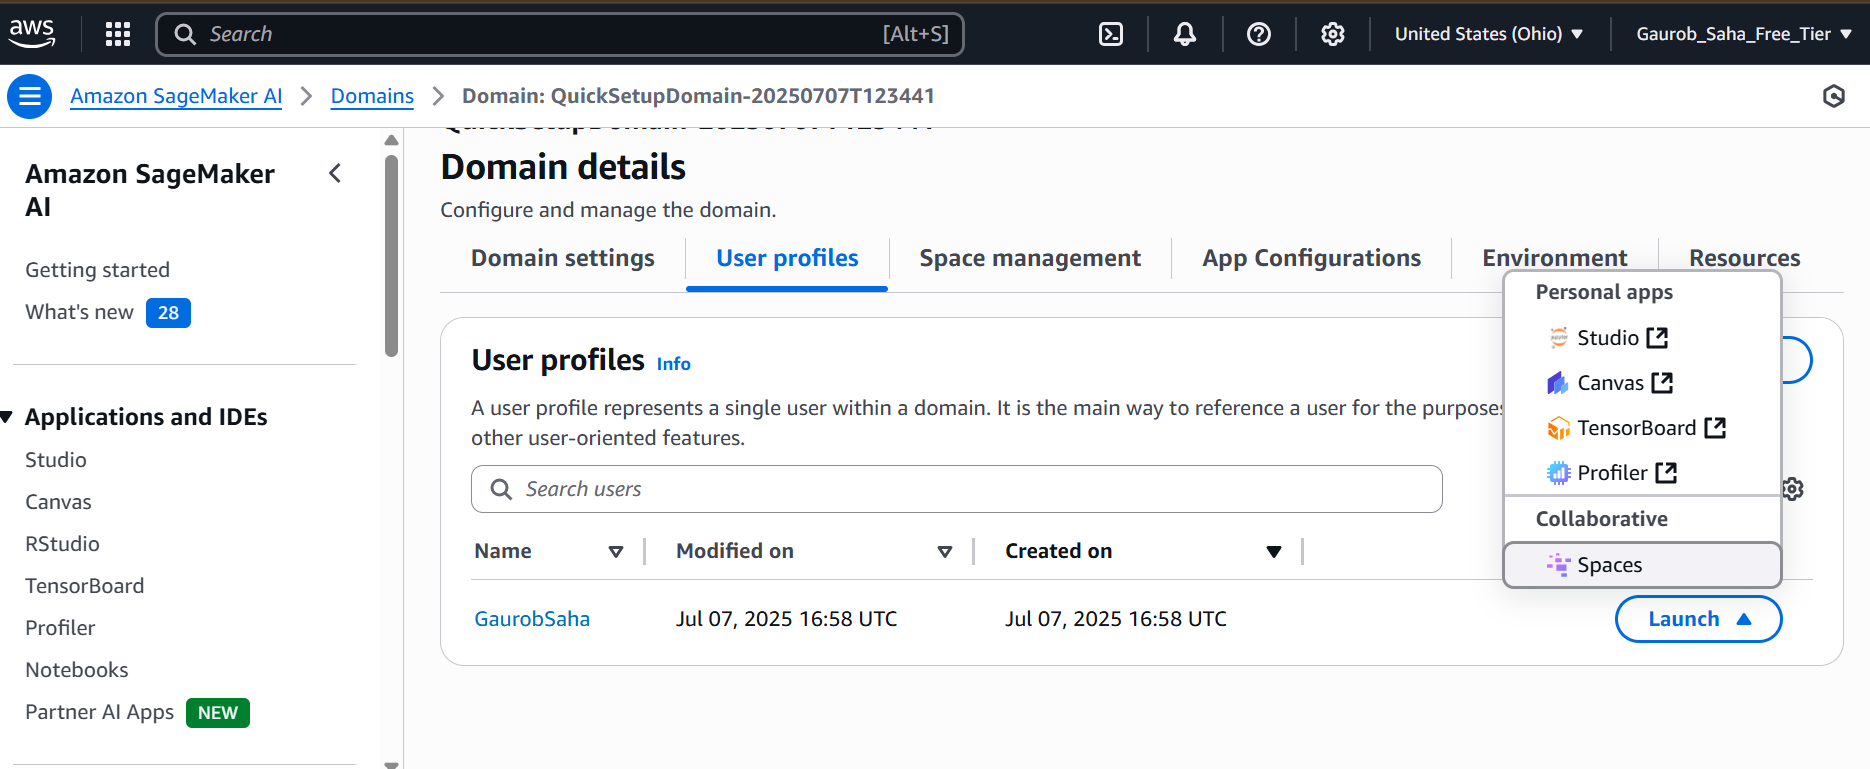 aws
Search
[Alt+S]
United States (Ohio)
Gaurob_Saha_Free_Tier
Amazon SageMaker AI
Domains
Domain: QuickSetupDomain-20250707T123441
Amazon SageMaker
AI
Getting started
What's new 28
Applications and IDEs
Studio
Canvas
RStudio
TensorBoard
Profiler
Notebooks
Partner AI Apps NEW
QuickSetupDomain-20250707T123441
Domain details
Configure and manage the domain.
Domain settings
User profiles
Space management
App Configurations
Environment
Resources
User profiles Info
A user profile represents a single user within a domain. It is the main way to reference a user for the purposes
other user-oriented features.
Search users
Name
Modified on
Created on
GaurobSaha
Jul 07, 2025 16:58 UTC
Jul 07, 2025 16:58 UTC
Personal apps
Studio
Canvas
TensorBoard
Profiler
Collaborative
Spaces
Launch